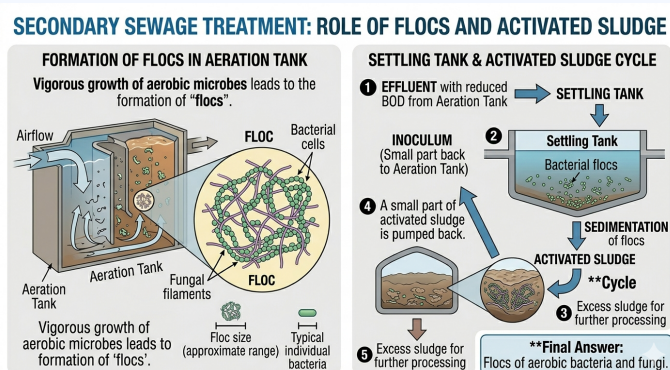 SECONDARY SEWAGE TREATMENT: ROLE OF FLOCS AND ACTIVATED SLUDGE
FORMATION OF FLOCS IN AERATION TANK
Vigorous growth of aerobic microbes leads to the
formation of "flocs".
Airflow
FLOC
Bacterial
cells
Aeration Tank
Aeration
Tank
Fungal
filaments
FLOC
Vigorous growth of
aerobic microbes leads to
formation of 'flocs'.
Floc size
(approximate range)
Typical
individual
bacteria
SETTLING TANK & ACTIVATED SLUDGE CYCLE
1 EFFLUENT with reduced
BOD from Aeration Tank
SETTLING TANK
INOCULUM
(Small part back
to Aeration Tank)
2
Settling Tank
Bacterial flocs
4 A small part of
activated sludge
is pumped back.
SEDIMENTATION
of flocs
ACTIVATED SLUDGE
**Cycle
3 Excess sludge for
further processing
5 Excess sludge for
further processing
**Final Answer:
Flocs of aerobic bacteria and fungi.